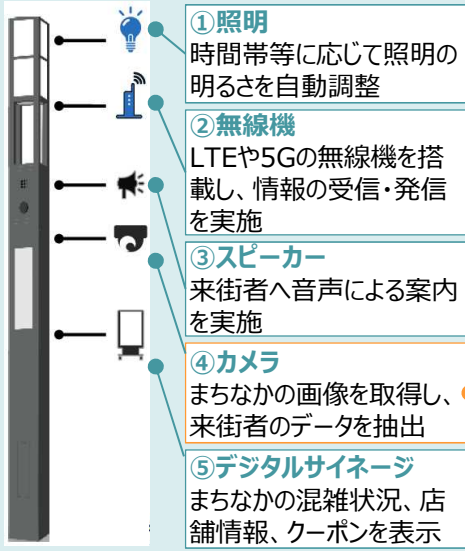 ①照明
時間帯等に応じて照明の
明るさを自動調整
②無線機
LTEや5Gの無線機を搭
載し、情報の受信・発信
を実施
③スピーカー
来街者へ音声による案内
を実施
④カメラ
まちなかの画像を取得し、
来街者のデータを抽出
⑤デジタルサイネージ
まちなかの混雑状況、店
舗情報、クーポンを表示